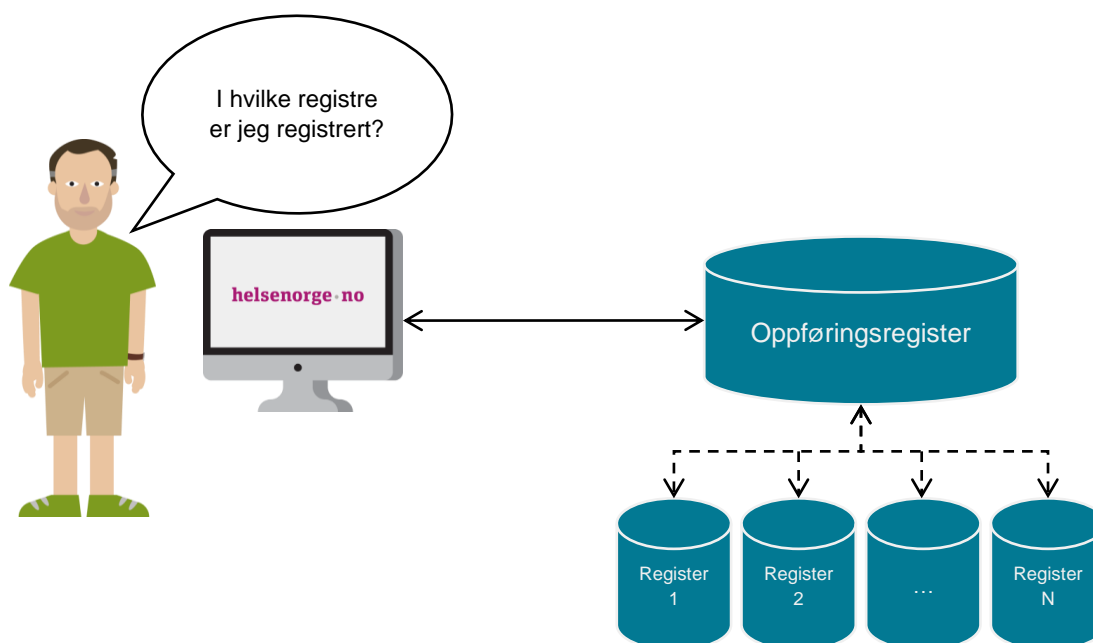 I hvilke registre
er jeg registrert?
helsenorge·no
Oppføringsregister
Register
1
Register
2
...
Register
N